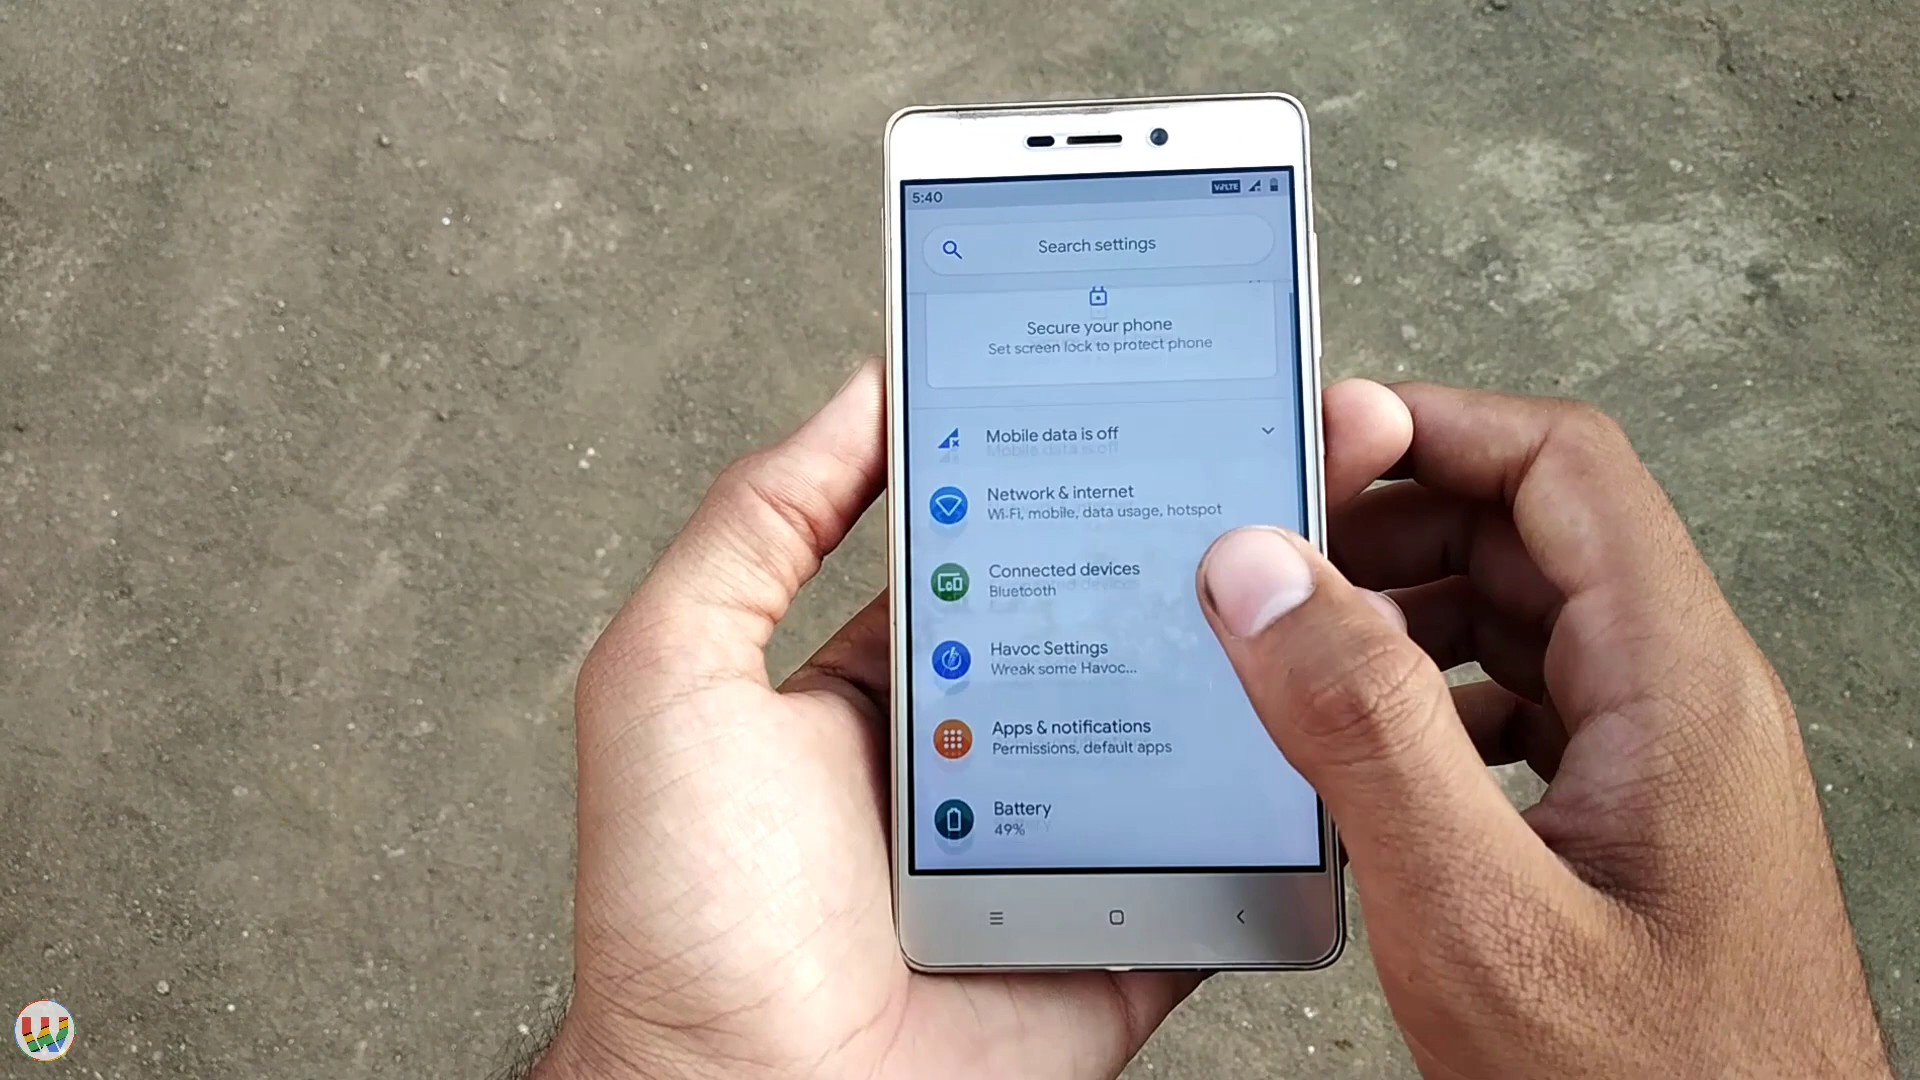 5:40
VoLTE
Search settings
Secure your phone
Set screen lock to protect phone
Mobile data is off
Network & internet
Wi-Fi, mobile, data usage, hotspot
Connected devices
Bluetooth
Havoc Settings
Wreak some Havoc...
Apps & notifications
Permissions, default apps
Battery
49%
W